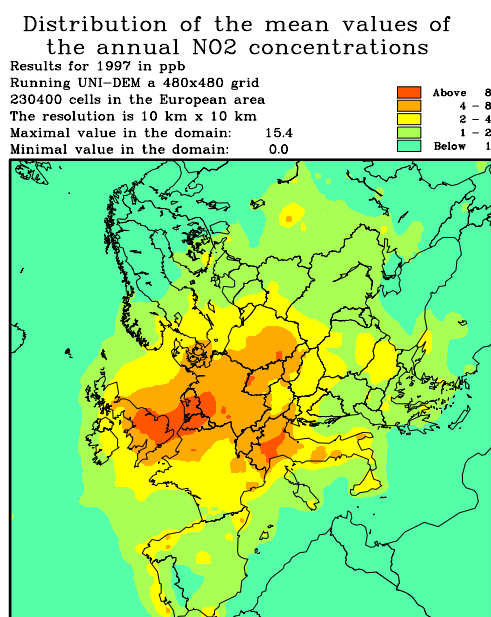 Distribution of the mean values of
the annual NO2 concentrations
Results for 1997 in ppb
Running UNI-DEM a 480x480 grid
230400 cells in the European area
The resolution is 10 km x 10 km
Maximal value in the domain: 15.4
Minimal value in the domain: 0.0
Above 8
4 - 8
2 - 4
1 - 2
Below 1